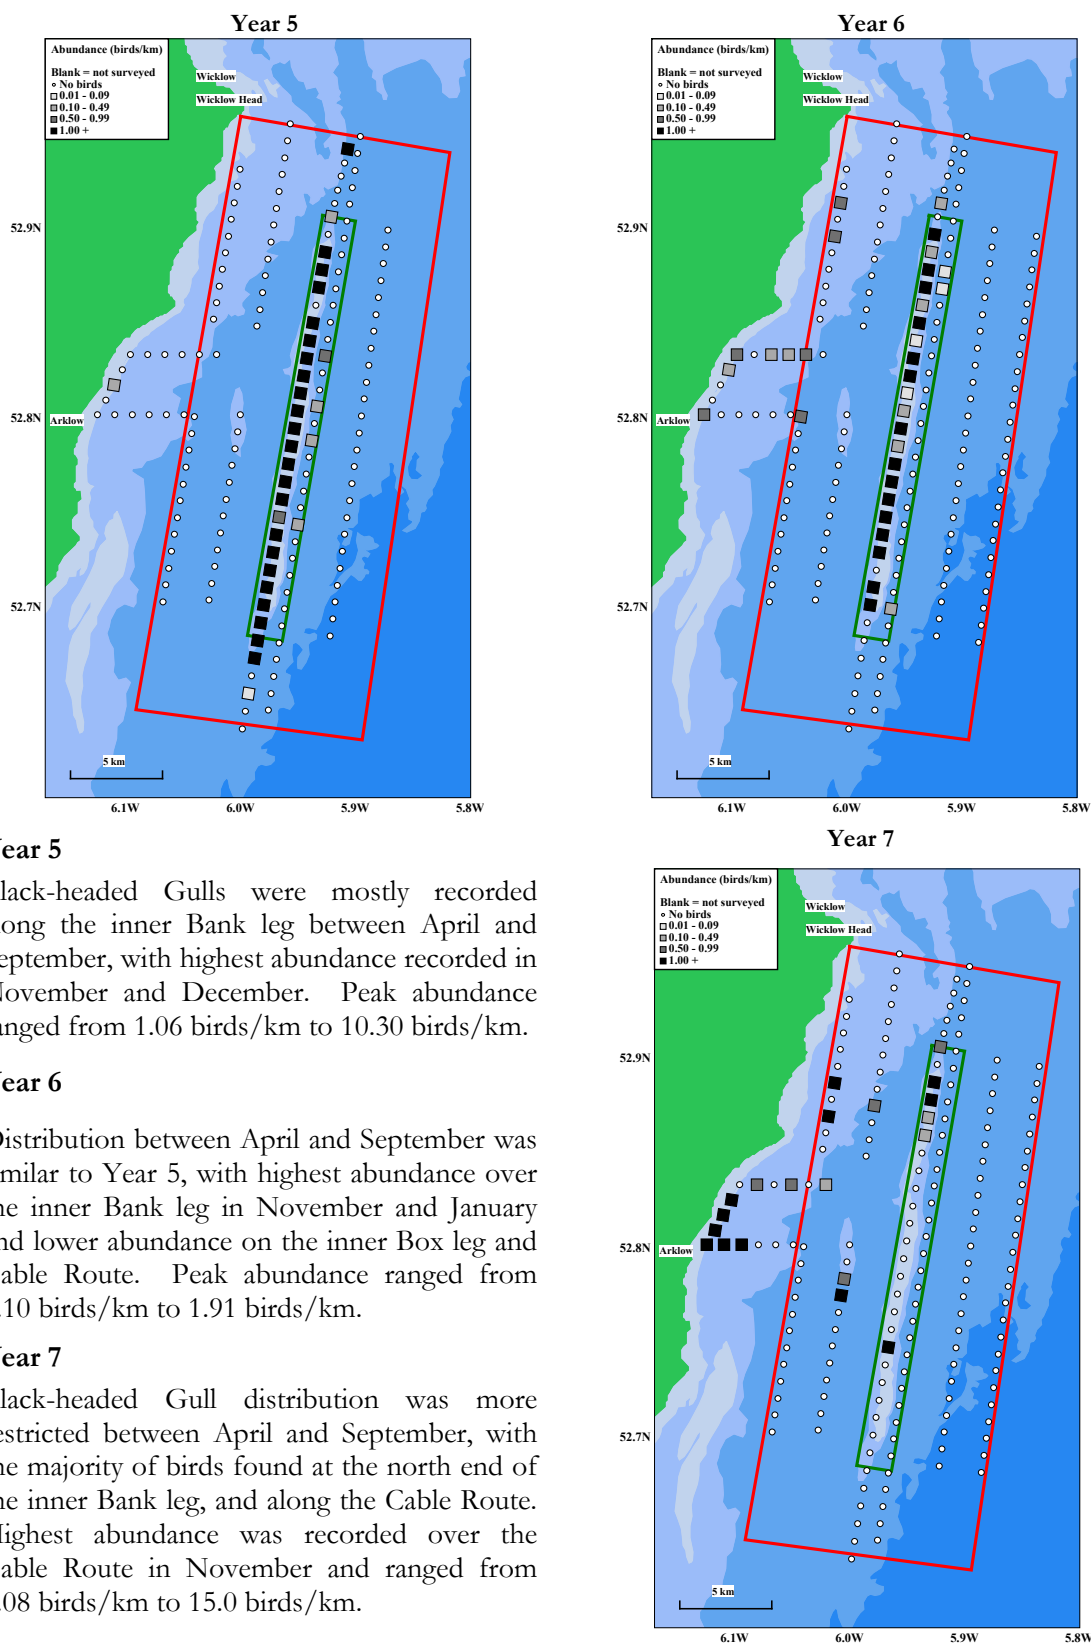 Year 5
Abundance (birds/km)
Blank = not surveyed
No birds
0.01 - 0.09
0.10 - 0.49
0.50 - 0.99
1.00 +
Wicklow
Wicklow Head
52.9N
52.8N
Arklow
52.7N
5 km
6.1W
6.0W
5.9W
5.8W
Year 6
Abundance (birds/km)
Blank = not surveyed
No birds
0.01 - 0.09
0.10 - 0.49
0.50 - 0.99
1.00 +
Wicklow
Wicklow Head
52.9N
52.8N
Arklow
52.7N
5 km
6.1W
6.0W
5.9W
5.8W
ear 5
lack-headed Gulls were mostly recorded
ong the inner Bank leg between April and
eptember, with highest abundance recorded in
ovember and December. Peak abundance
anged from 1.06 birds/km to 10.30 birds/km.
ear 6
istribution between April and September was
milar to Year 5, with highest abundance over
he inner Bank leg in November and January
nd lower abundance on the inner Box leg and
able Route. Peak abundance ranged from
.10 birds/km to 1.91 birds/km.
ear 7
lack-headed Gull distribution was more
estricted between April and September, with
he majority of birds found at the north end of
he inner Bank leg, and along the Cable Route.
ighest abundance was recorded over the
able Route in November and ranged from
.08 birds/km to 15.0 birds/km.
Year 7
Abundance (birds/km)
Blank = not surveyed
No birds
0.01 - 0.09
0.10 - 0.49
0.50 - 0.99
1.00 +
Wicklow
Wicklow Head
52.9N
52.8N
Arklow
52.7N
5 km
6.1W
6.0W
5.9W
5.8W